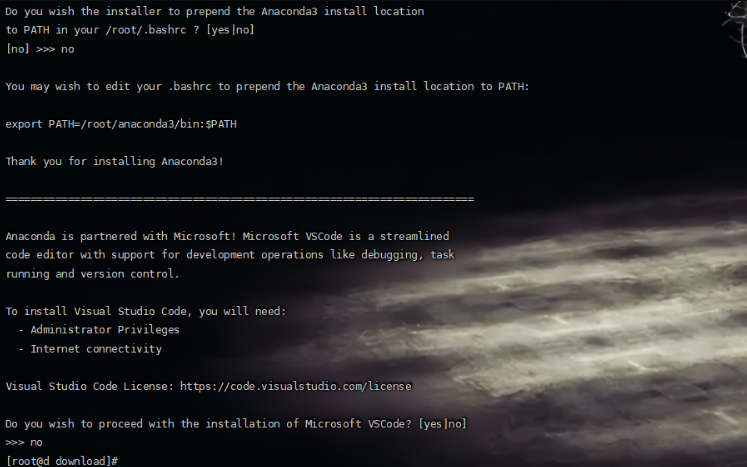 Do you wish the installer to prepend the Anaconda3 install location
to PATH in your /root/.bashrc ? [yes|no]
[no] >>> no
You may wish to edit your .bashrc to prepend the Anaconda3 install location to PATH:
export PATH=/root/anaconda3/bin:$PATH
Thank you for installing Anaconda3!
===========================================================================
Anaconda is partnered with Microsoft! Microsoft VSCode is a streamlined
code editor with support for development operations like debugging, task
running and version control.
To install Visual Studio Code, you will need:
- Administrator Privileges
- Internet connectivity
Visual Studio Code License: https://code.visualstudio.com/license
Do you wish to proceed with the installation of Microsoft VSCode? [yes|no]
>>> no
[root@d download]#